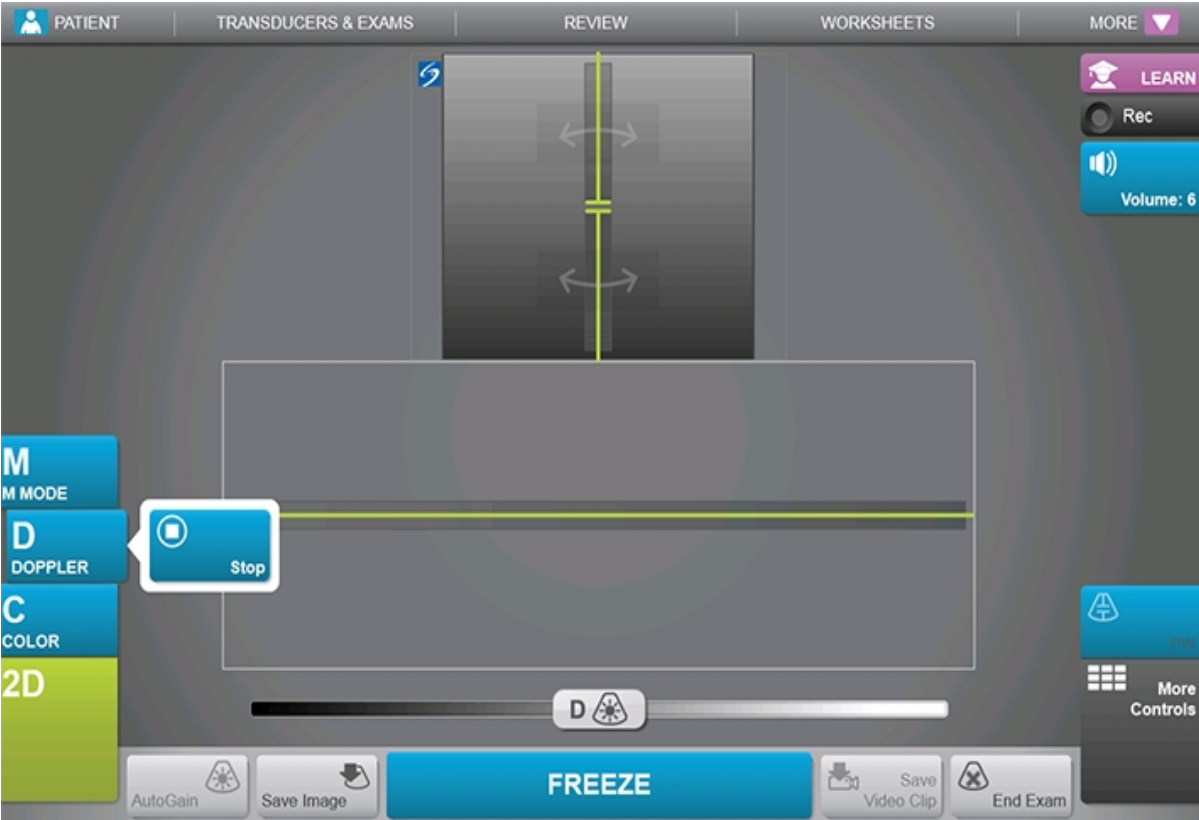 PATIENT
TRANSDUCERS & EXAMS
REVIEW
WORKSHEETS
MORE
LEARN
Rec
Volume: 6
M
M MODE
D
DOPPLER
Stop
C
COLOR
2D
PW
More
Controls
D
AutoGain
Save Image
FREEZE
Save
Video Clip
End Exam